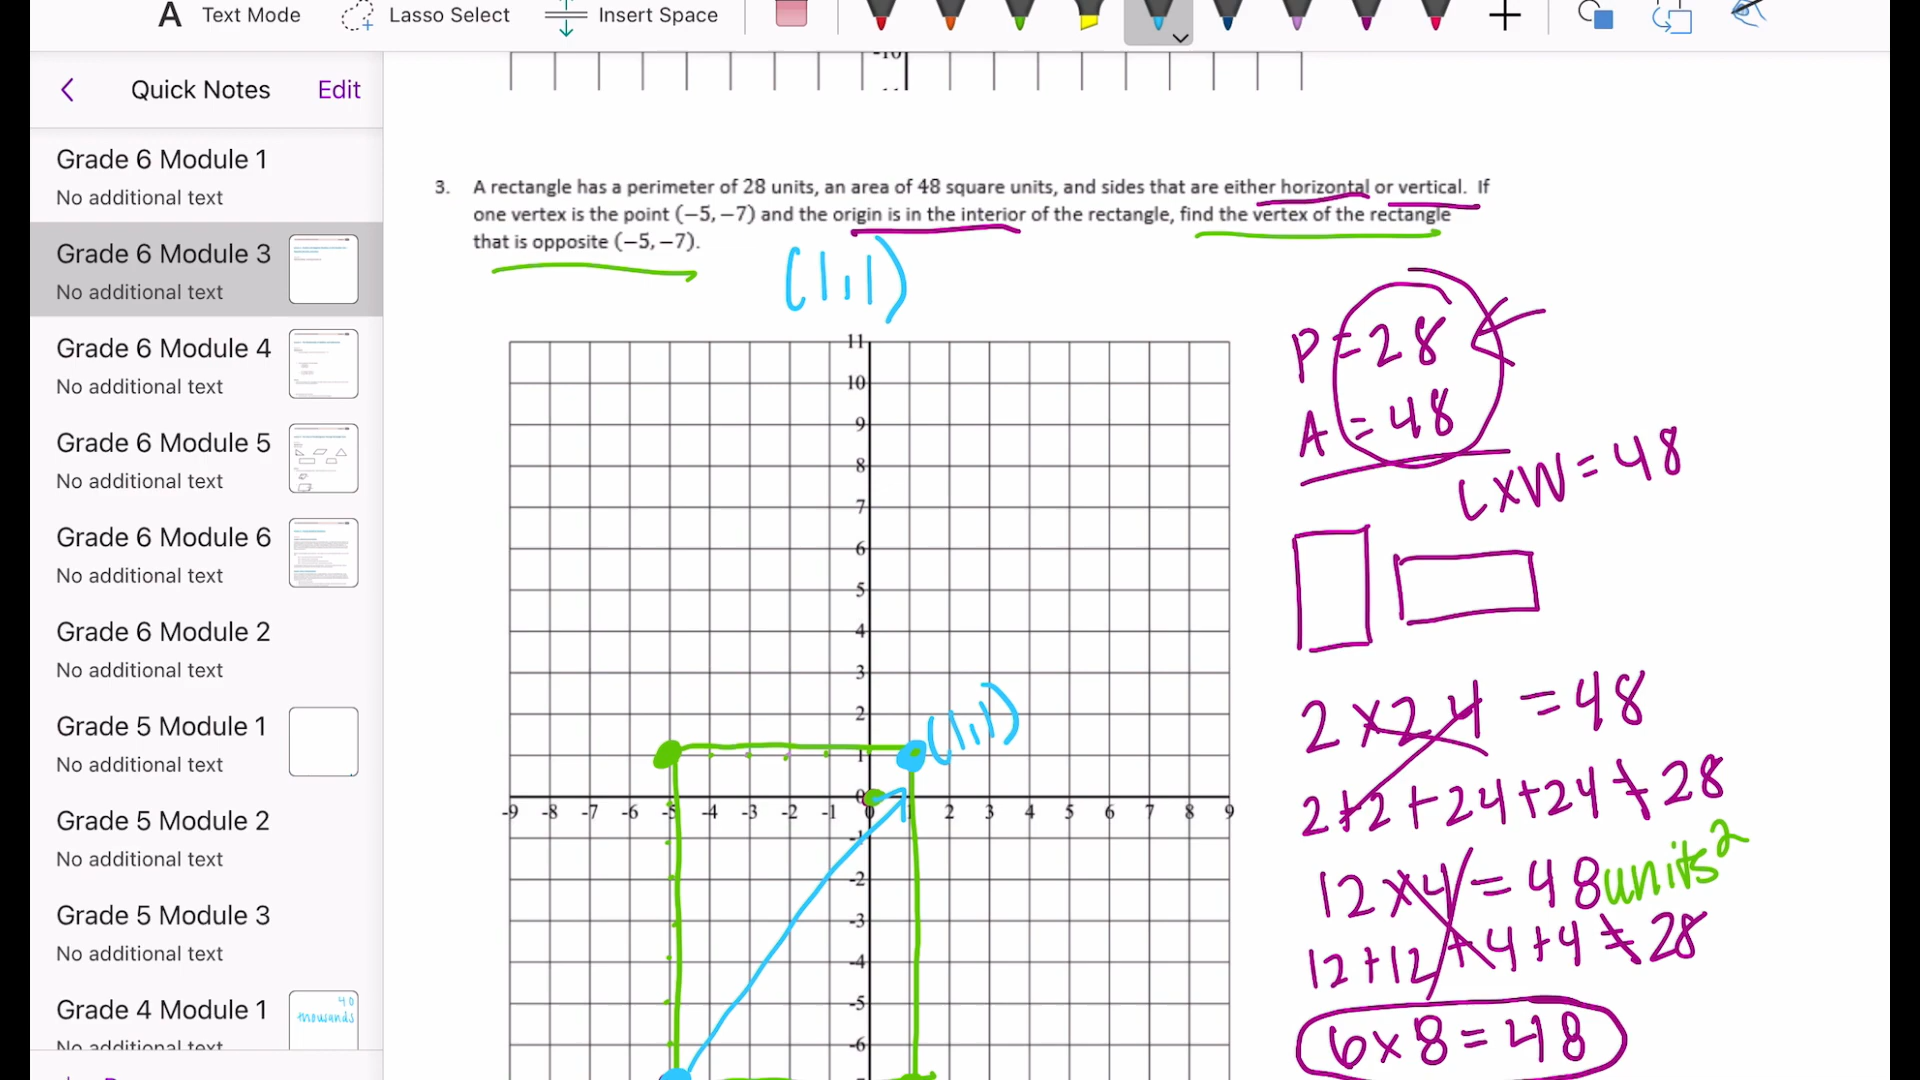 Text Mode
Lasso Select
Insert Space
Quick Notes
Edit
Grade 6 Module 1
No additional text
Grade 6 Module 3
No additional text
Grade 6 Module 4
No additional text
Grade 6 Module 5
No additional text
Grade 6 Module 6
No additional text
Grade 6 Module 2
No additional text
Grade 5 Module 1
No additional text
Grade 5 Module 2
No additional text
Grade 5 Module 3
No additional text
Grade 4 Module 1
No additional text
40
thousands
-10
3. A rectangle has a perimeter of 28 units, an area of 48 square units, and sides that are either horizontal or vertical. If
one vertex is the point (−5, −7) and the origin is in the interior of the rectangle, find the vertex of the rectangle
that is opposite (−5, −7).
(1,1)
11
10
9
8
7
6
5
4
3
2
1
0
(1,1)
-9 -8 -7 -6 -5 -4 -3 -2 -1 0 1 2 3 4 5 6 7 8 9
-1
-2
-3
-4
-5
-6
P = 28
A = 48
L x W = 48
2 x 24 = 48
2+2+24+24 ≠ 28
12 x 4 = 48 units²
12+12+4+4 ≠ 28
6 x 8 = 48